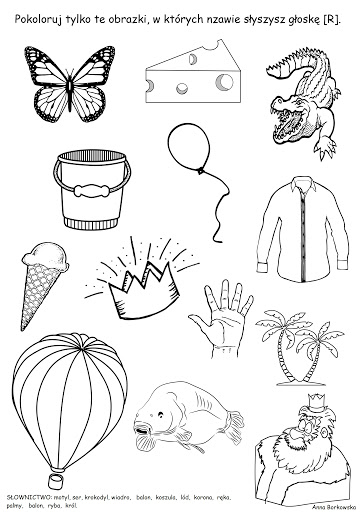 Pokoloruj tylko te obrazki, w których nzawie słyszysz głoskę [R].
SŁOWNICTWO: motyl, ser, krokodyl, wiadro, balon, koszula, lód, korona, ręka,
palmy, balon, ryba, król.
Anna Borkowska